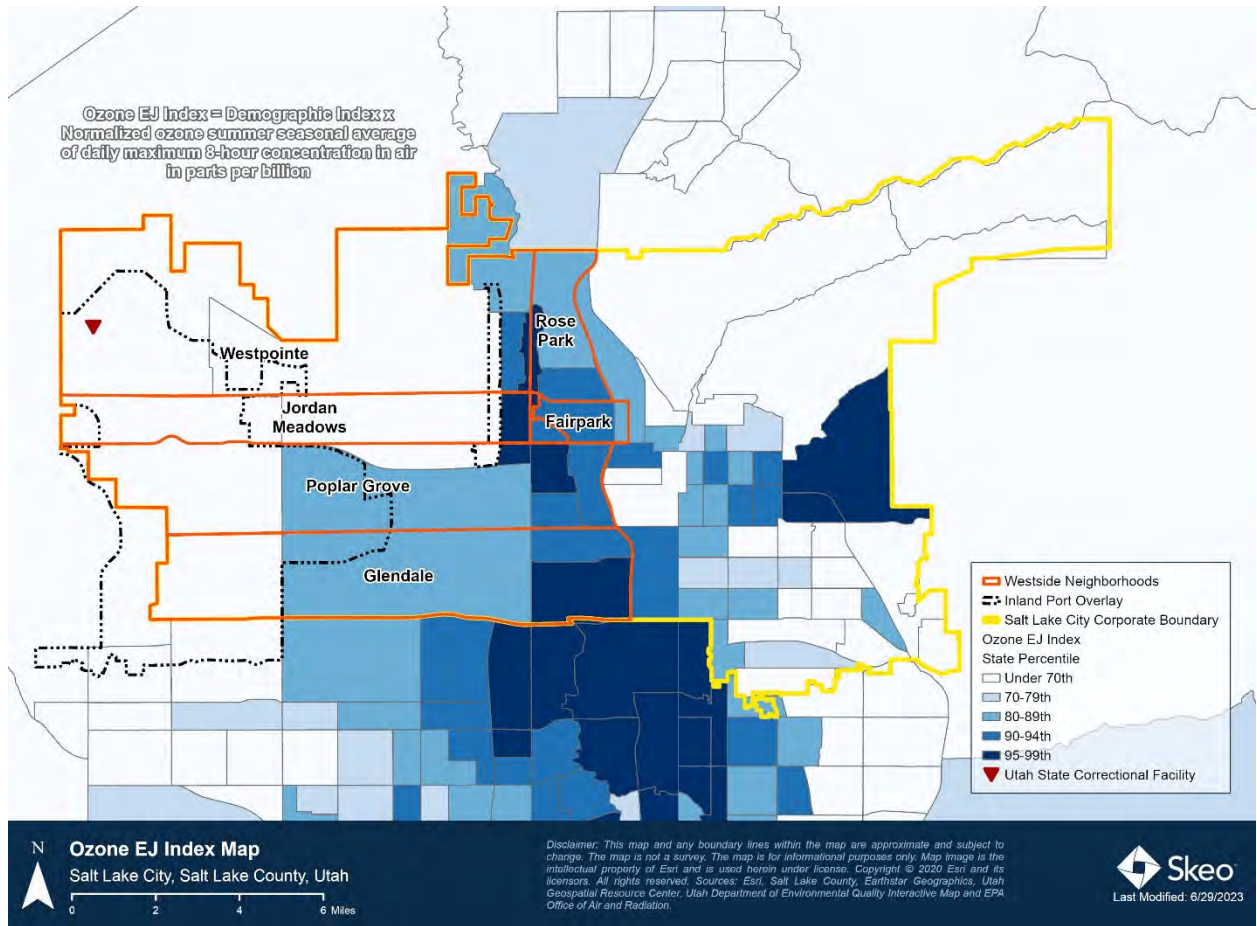 Ozone EJ Index = Demographic Index x
Normalized ozone summer seasonal average
of daily maximum 8-hour concentration in air
in parts per billion
Rose
Park
Westpointe
Jordan
Meadows
Fairpark
Poplar Grove
Glendale
Westside Neighborhoods
Inland Port Overlay
Salt Lake City Corporate Boundary
Ozone EJ Index
State Percentile
Under 70th
70-79th
80-89th
90-94th
95-99th
Utah State Correctional Facility
N
Ozone EJ Index Map
Salt Lake City, Salt Lake County, Utah
0 2 4 6 Miles
Disclaimer: This map and any boundary lines within the map are approximate and subject to
change. The map is not a survey. The map is for informational purposes only. Map image is the
intellectual property of Esri and is used herein under license. Copyright © 2020 Esri and its
licensors. All rights reserved. Sources: Esri, Salt Lake County, Earthstar Geographics, Utah
Geospatial Resource Center, Utah Department of Environmental Quality Interactive Map and EPA
Office of Air and Radiation.
Skeo
Last Modified: 6/29/2023